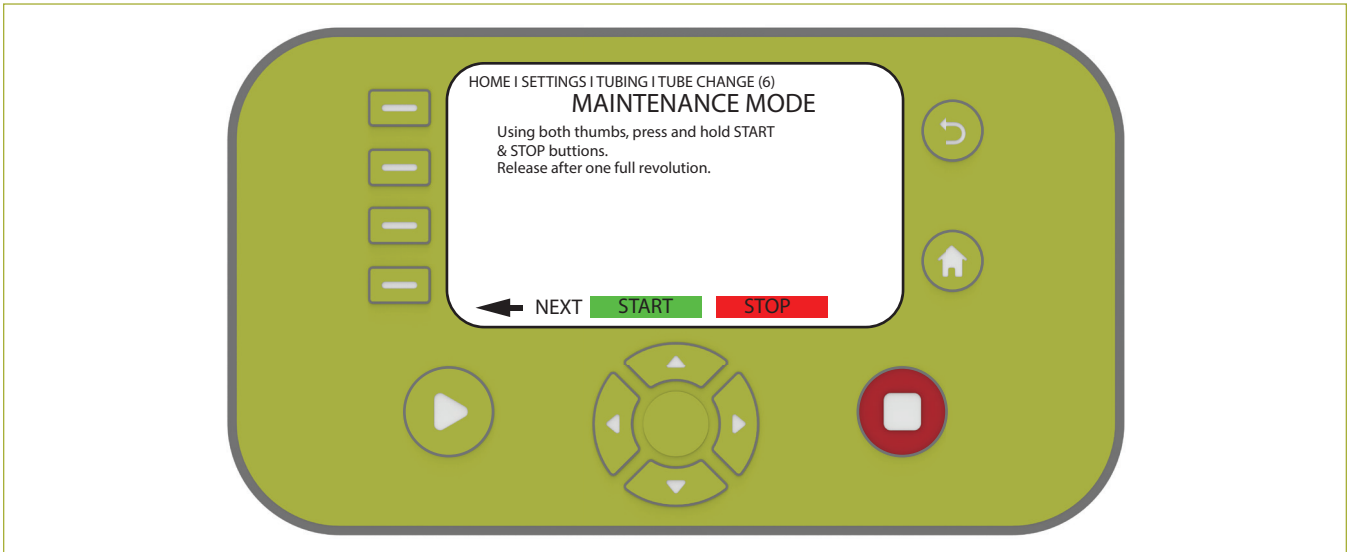 HOME I SETTINGS I TUBING I TUBE CHANGE (6)
MAINTENANCE MODE
Using both thumbs, press and hold START
& STOP buttons.
Release after one full revolution.
NEXT START STOP